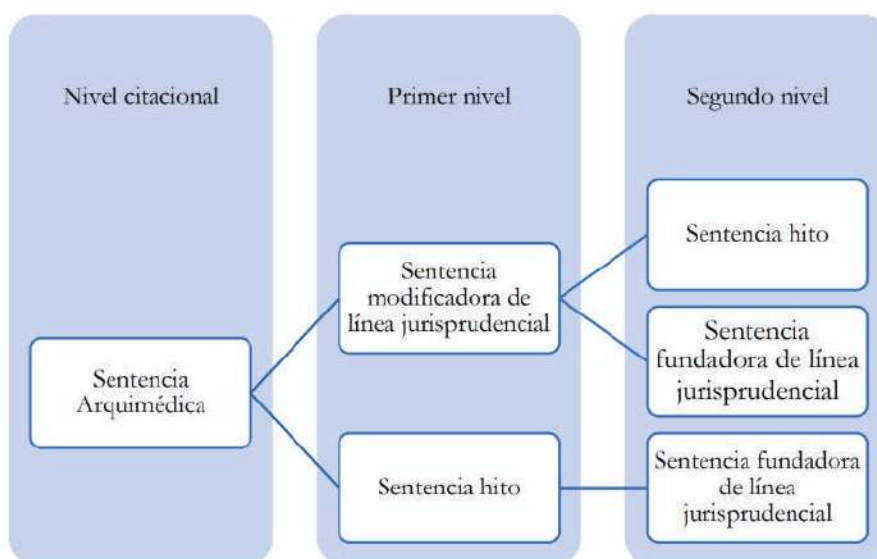 Nivel citacional
Primer nivel
Segundo nivel
Sentencia
Arquimédica
Sentencia
modificadora de
línea jurisprudencial
Sentencia hito
Sentencia hito
Sentencia
fundadora de línea
jurisprudencial
Sentencia fundadora
de línea
jurisprudencial